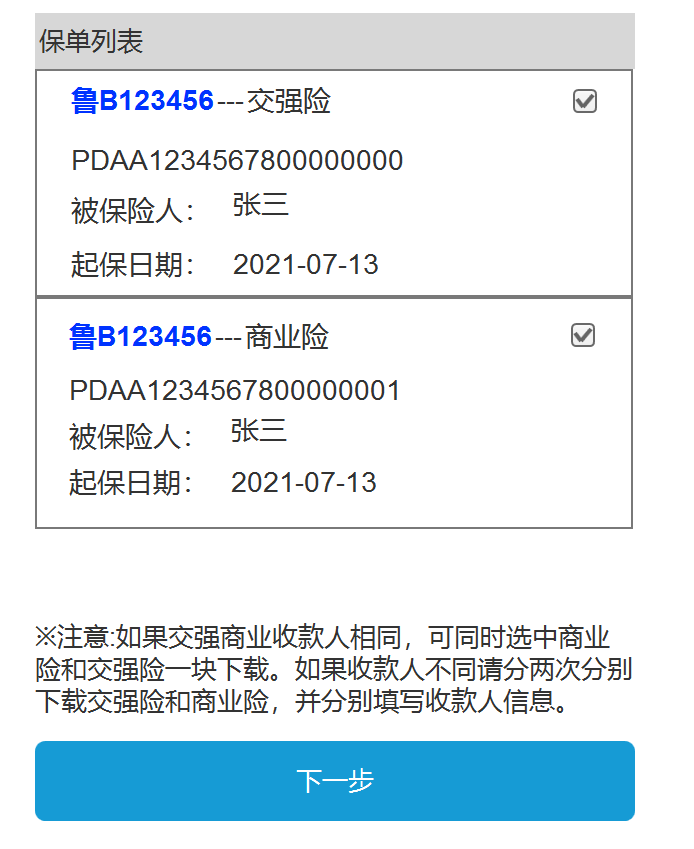 保单列表
鲁B123456---交强险
PDAA1234567800000000
被保险人： 张三
起保日期： 2021-07-13
鲁B123456---商业险
PDAA1234567800000001
被保险人： 张三
起保日期： 2021-07-13
※注意:如果交强商业收款人相同，可同时选中商业
险和交强险一块下载。如果收款人不同请分两次分别
下载交强险和商业险，并分别填写收款人信息。
下一步